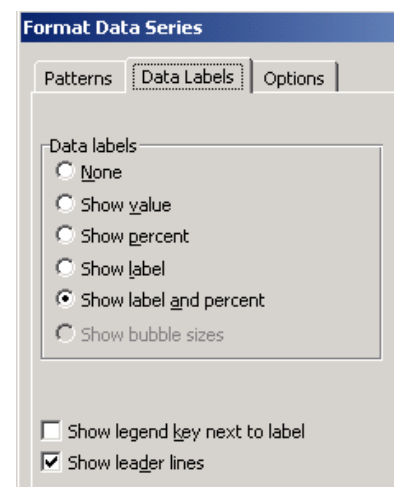 Format Data Series
Patterns Data Labels Options
Data labels
None
Show value
Show percent
Show label
Show label and percent
Show bubble sizes
Show legend key next to label
Show leader lines